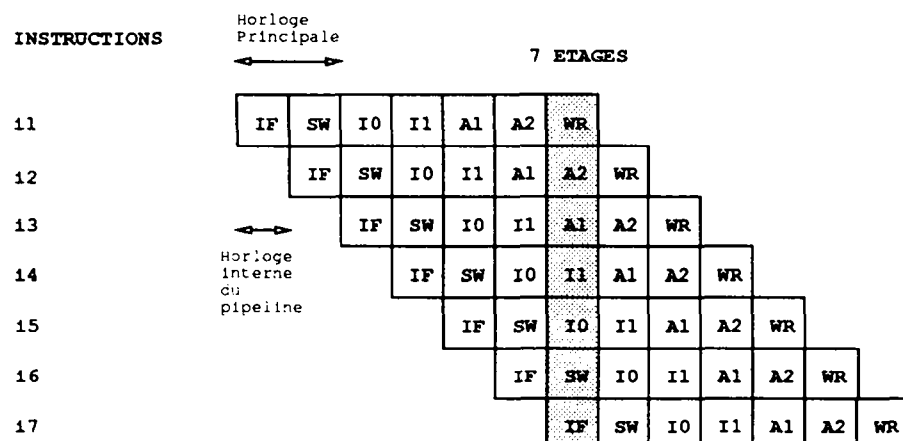 INSTRUCTIONS
Horloge
Principale
7 ETAGES
i1 IF SW I0 I1 A1 A2 WR
i2 IF SW I0 I1 A1 A2 WR
i3 IF SW I0 I1 A1 A2 WR
Horloge
interne
du
pipeline
i4 IF SW I0 I1 A1 A2 WR
i5 IF SW I0 I1 A1 A2 WR
i6 IF SW I0 I1 A1 A2 WR
i7 IF SW I0 I1 A1 A2 WR